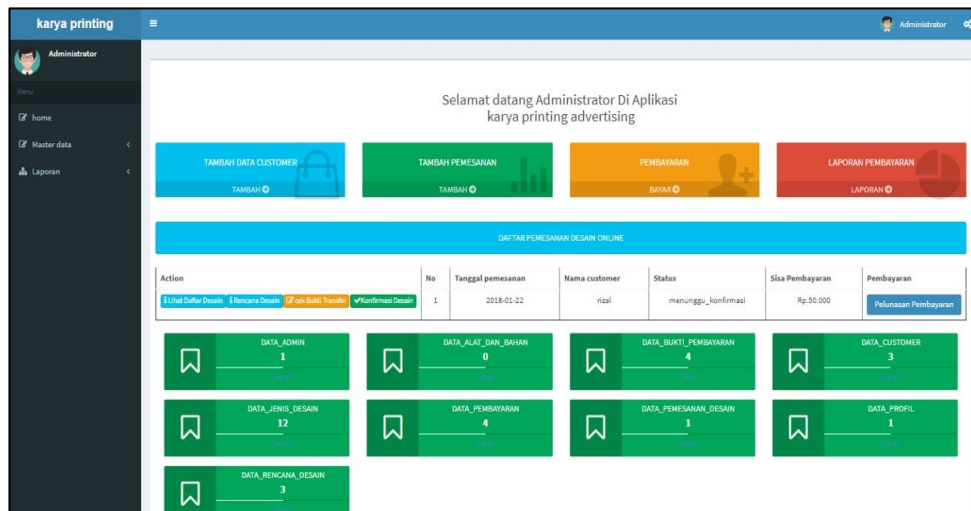 karya printing
Administrator
Administrator
Menu
home
Master data
Laporan
Selamat datang Administrator Di Aplikasi
karya printing advertising
TAMBAH DATA CUSTOMER
TAMBAH
TAMBAH PEMESANAN
TAMBAH
PEMBAYARAN
BAYAR
LAPORAN PEMBAYARAN
LAPORAN
DAFTAR PEMESANAN DESAIN ONLINE
Action No Tanggal pemesanan Nama customer Status Sisa Pembayaran Pembayaran
Lihat Daftar Desain Rencana Desain cek Bukti Transfer Konfirmasi Desain 1 2018-01-22 rizal menunggu_konfirmasi Rp.50.000 Pelunasan Pembayaran
DATA_ADMIN
1
DATA_ALAT_DAN_BAHAN
0
DATA_BUKTI_PEMBAYARAN
4
DATA_CUSTOMER
3
DATA_JENIS_DESAIN
12
DATA_PEMBAYARAN
4
DATA_PEMESANAN_DESAIN
1
DATA_PROFIL
1
DATA_RENCANA_DESAIN
3